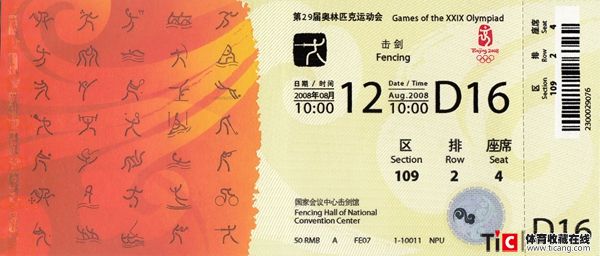 第29届奥林匹克运动会 Games of the XXIX Olympiad
击剑
Fencing
Beijing 2008
日期 / 时间
2008年08月
10:00
12
Date / Time
Aug.2008
10:00
D16
区 排 座席
Section Row Seat
109 2 4
国家会议中心击剑馆
Fencing Hall of National
Convention Center
50 RMB A FE07 1-10011 NPU
座席 Seat 4
排 Row 2
区 Section 109
2300029076
D16
TiC 体育收藏在线